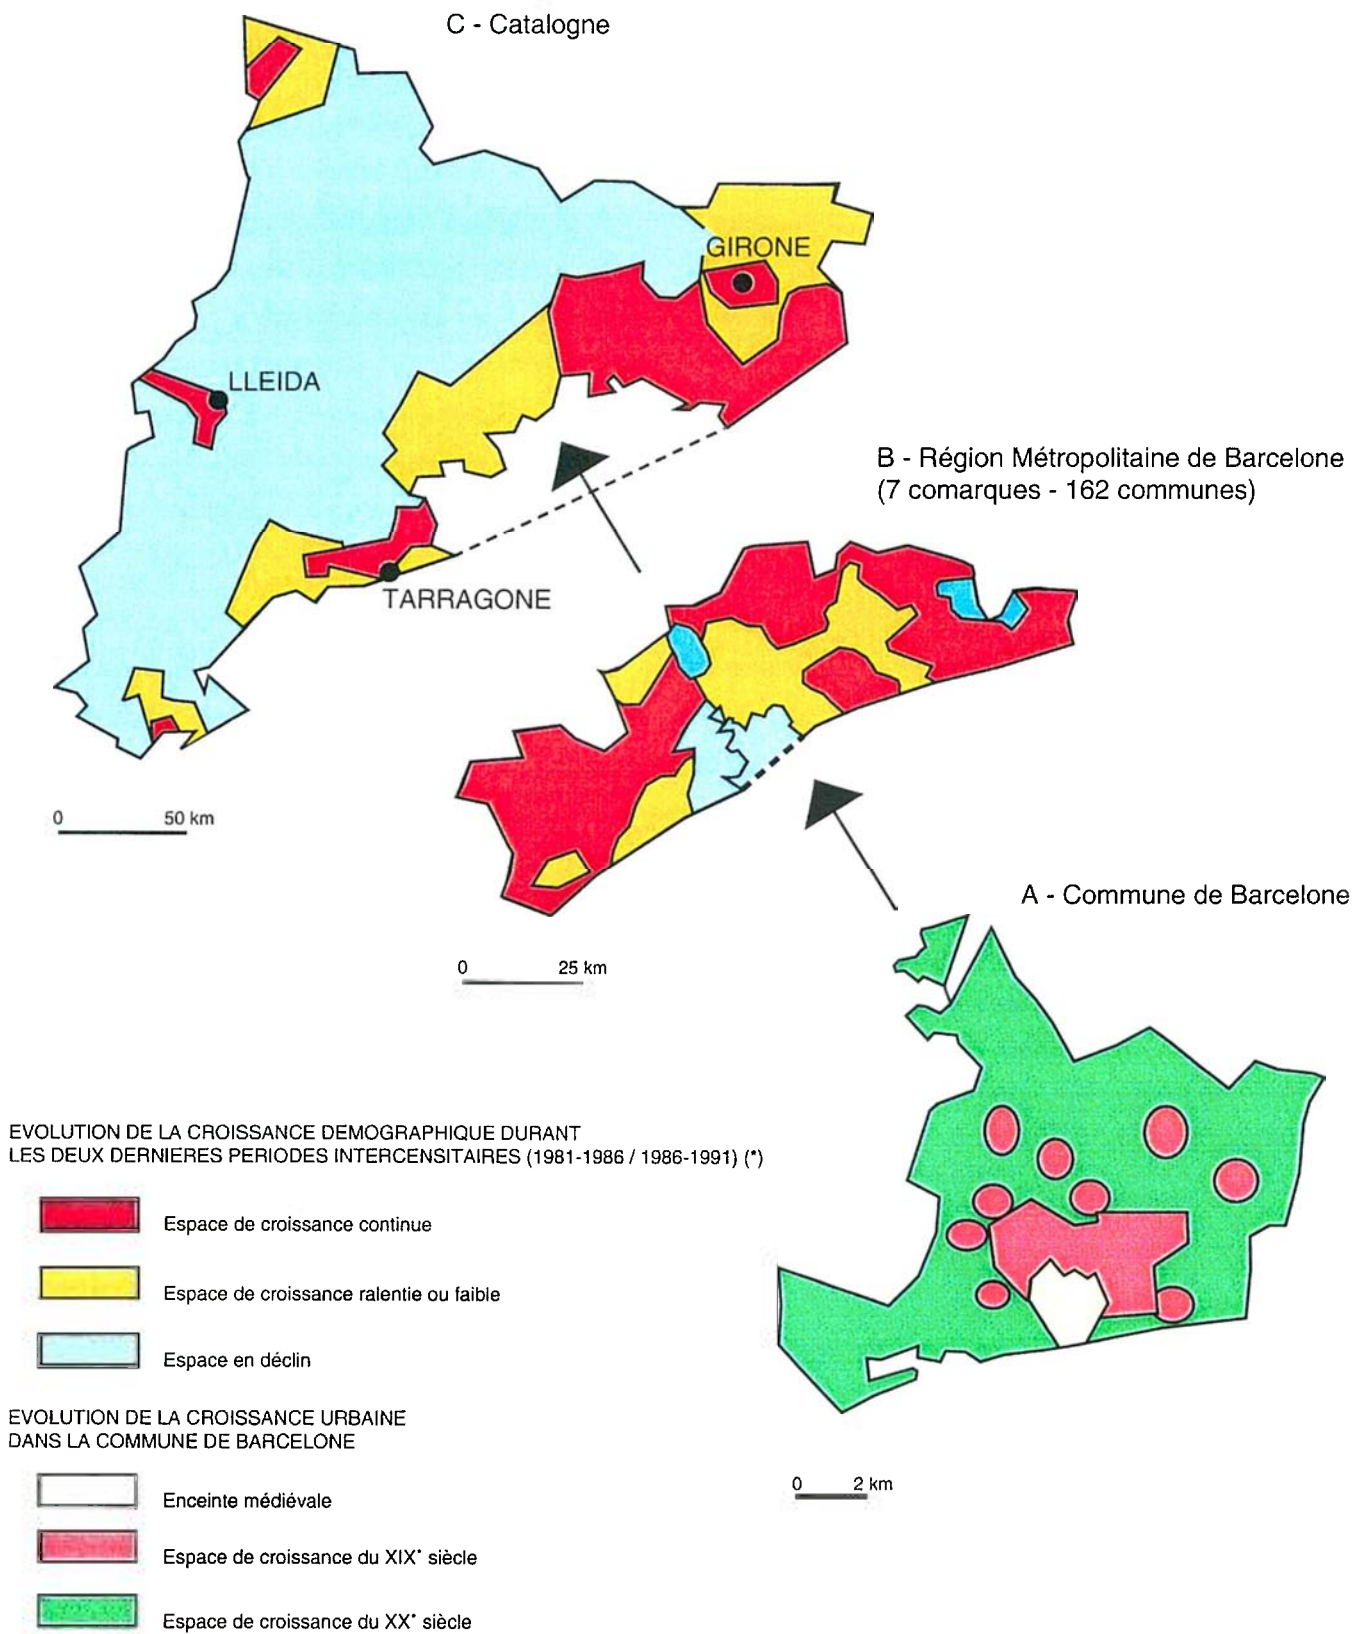 C - Catalogne
GIRONE
LLEIDA
TARRAGONE
0 50 km
B - Région Métropolitaine de Barcelone
(7 comarques - 162 communes)
0 25 km
A - Commune de Barcelone
0 2 km
EVOLUTION DE LA CROISSANCE DEMOGRAPHIQUE DURANT
LES DEUX DERNIERES PERIODES INTERCENSITAIRES (1981-1986 / 1986-1991) (*)
Espace de croissance continue
Espace de croissance ralentie ou faible
Espace en déclin
EVOLUTION DE LA CROISSANCE URBAINE
DANS LA COMMUNE DE BARCELONE
Enceinte médiévale
Espace de croissance du XIX° siècle
Espace de croissance du XX° siècle